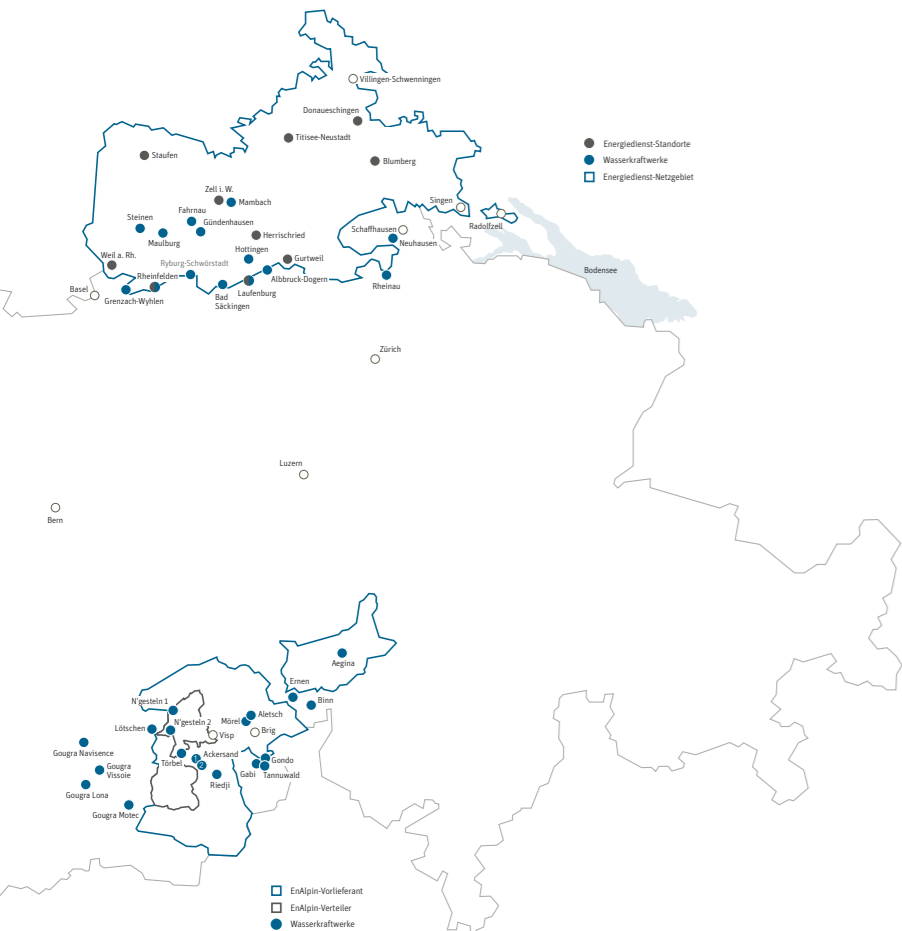 Villingen-Schwenningen
Donaueschingen
Titisee-Neustadt
Energiedienst-Standorte
Staufen
Blumberg
Wasserkraftwerke
Energiedienst-Netzgebiet
Zell i. W.
Mambach
Singen
Fahrnau
Steinen
Gündenhausen
Radolfzell
Schaffhausen
Herrischried
Maulburg
Neuhausen
Hottingen
Weil a. Rh.
Gurtweil
Ryburg-Schwörstadt
Bodensee
Rheinfelden
Albbruck-Dogern
Rheinau
Basel
Laufenburg
Grenzach-Wyhlen
Bad
Säckingen
Zürich
Luzern
Bern
Aegina
Ernen
N'gesteln 1
Binn
Aletsch
N'gesteln 2
Mörel
Lötschen
Brig
Visp
Gougra Navisence
Ackersand
1
2
Törbel
Gondo
Gougra
Vissoie
Gabi
Tannuwald
Riedji
Gougra Lona
Gougra Motec
EnAlpin-Vorlieferant
EnAlpin-Verteiler
Wasserkraftwerke